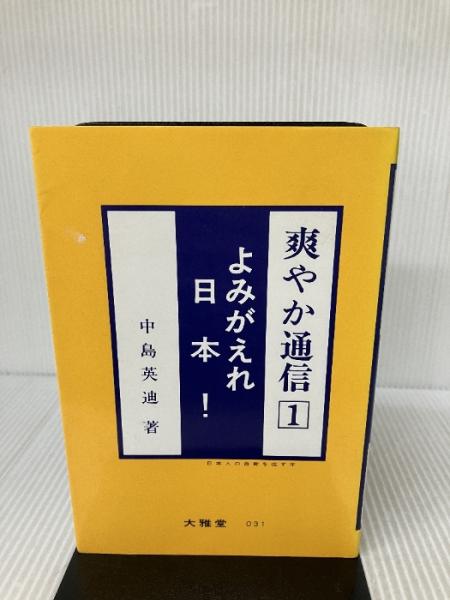 爽やか通信 1
よみがえれ
日本！
中島英迪 著
大雅堂 031